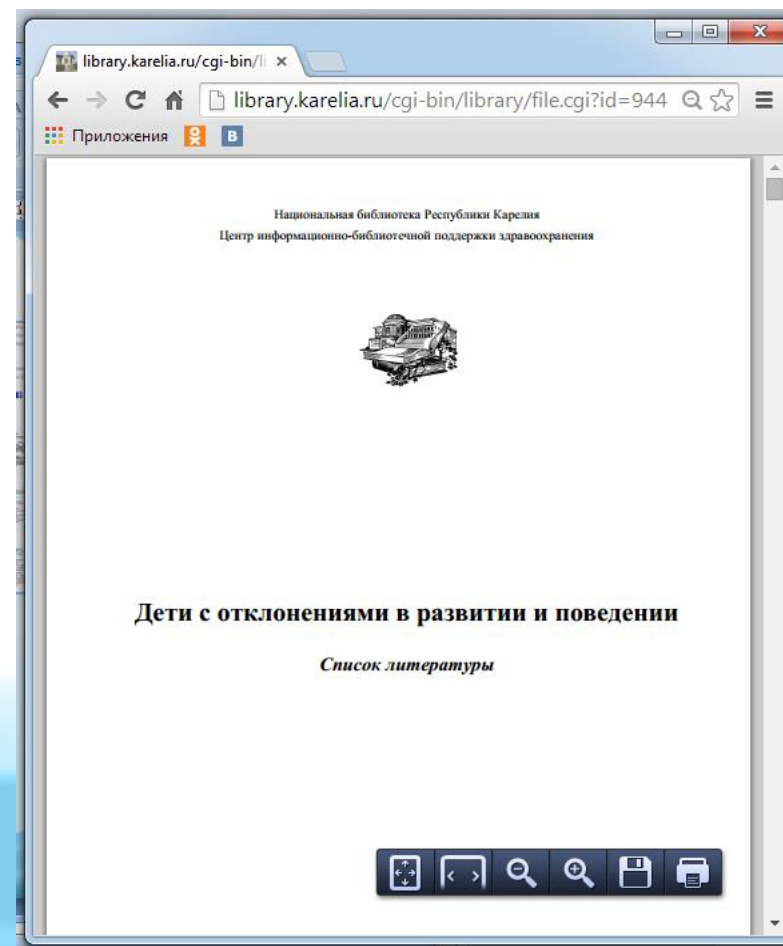 library.karelia.ru/cgi-bin/li
library.karelia.ru/cgi-bin/library/file.cgi?id=944
Приложения
Национальная библиотека Республики Карелия
Центр информационно-библиотечной поддержки здравоохранения
Дети с отклонениями в развитии и поведении
Список литературы